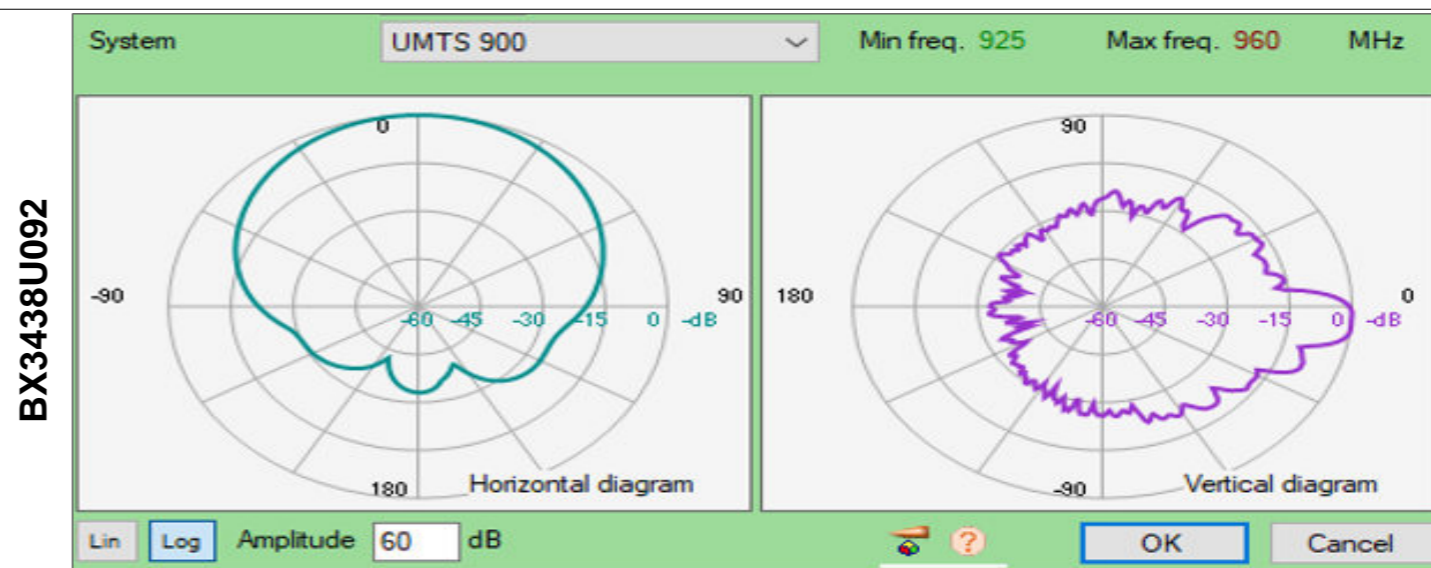 BX3438U092
System UMTS 900 Min freq. 925 Max freq. 960 MHz
0
-90 90
-60 -45 -30 -15 0 -dB
180 Horizontal diagram
90
180 0
-60 -45 -30 -15 0 -dB
-90 Vertical diagram
Lin Log Amplitude 60 dB ? OK Cancel